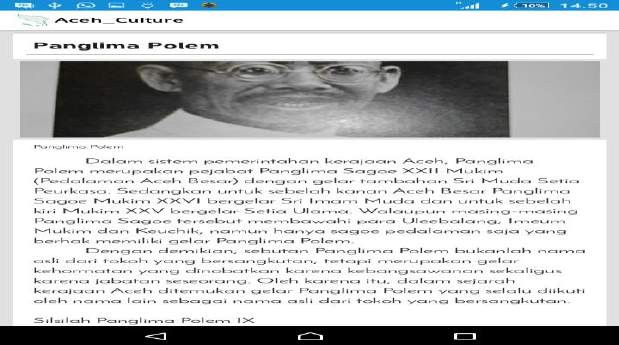 10%
14.50
Aceh_Culture
Panglima Polem
Panglima Polem
Dalam sistem pemerintahan kerajaan Aceh, Panglima
Polem merupakan pejabat Panglima Sagoe XXII Mukim
(Pedalaman Aceh Besar) dengan gelar tambahan Sri Muda Setia
Peurkasa. Sedangkan untuk sebelah kanan Aceh Besar Panglima
Sagoe Mukim XXVI bergelar Sri Imam Muda dan untuk sebelah
kiri Mukim XXV bergelar Setia Ulama. Walaupun masing-masing
Panglima Sagoe tersebut membawahi para Uleebalang, Imeum
Mukim dan Keuchik, namun hanya sagoe pedalaman saja yang
berhak memiliki gelar Panglima Polem.
Dengan demikian, sebutan Panglima Polem bukanlah nama
asli dari tokoh yang bersangkutan, tetapi merupakan gelar
kehormatan yang dinobatkan karena kebangsawanan sekaligus
karena jabatan seseorang. Oleh karena itu, dalam sejarah
kerajaan Aceh ditemukan gelar Panglima Polem yang selalu diikuti
oleh nama lain sebagai nama asli dari tokoh yang bersangkutan.
Silsilah Panglima Polem IX